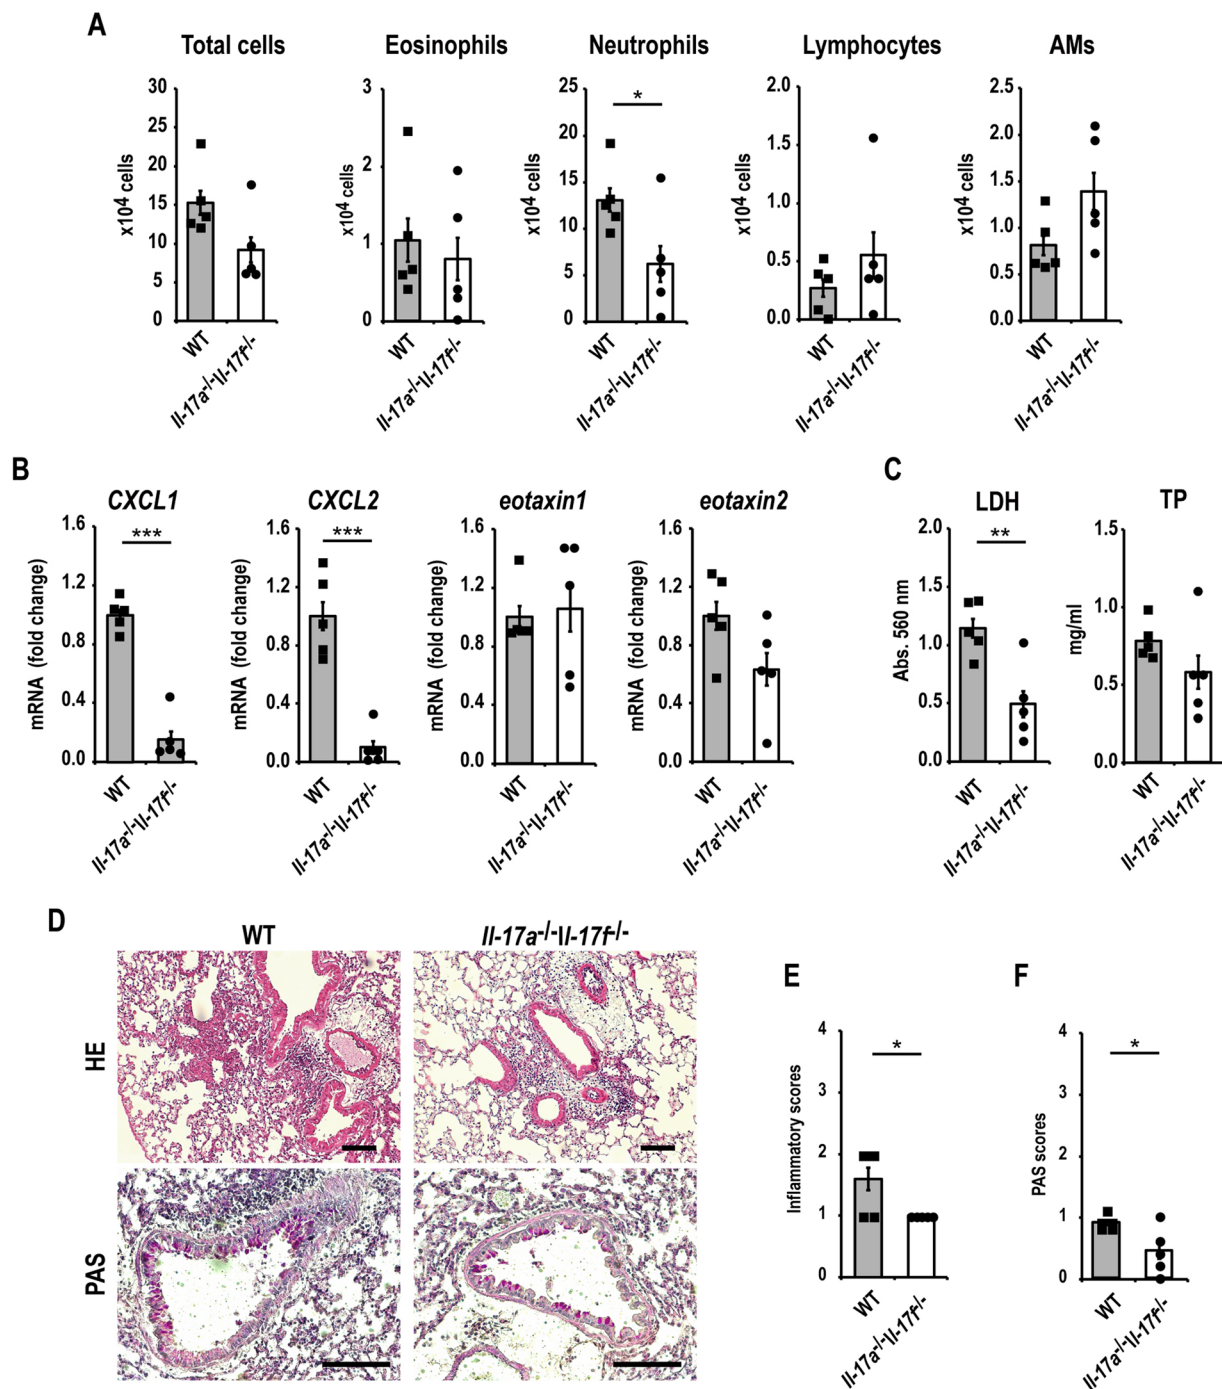 A
Total cells
Eosinophils
Neutrophils
Lymphocytes
AMs
x10⁴ cells
30
25
20
15
10
5
0
WT
Il-17a-/-Il-17f-/-
x10⁴ cells
3
2
1
0
WT
Il-17a-/-Il-17f-/-
x10⁴ cells
25
20
15
10
5
0
*
WT
Il-17a-/-Il-17f-/-
x10⁴ cells
2.0
1.5
1.0
0.5
0.0
WT
Il-17a-/-Il-17f-/-
x10⁴ cells
2.5
2.0
1.5
1.0
0.5
0.0
WT
Il-17a-/-Il-17f-/-
B
CXCL1
CXCL2
eotaxin1
eotaxin2
mRNA (fold change)
1.6
1.2
0.8
0.4
0.0
***
WT
Il-17a-/-Il-17f-/-
mRNA (fold change)
1.6
1.2
0.8
0.4
0.0
***
WT
Il-17a-/-Il-17f-/-
mRNA (fold change)
1.6
1.2
0.8
0.4
0.0
WT
Il-17a-/-Il-17f-/-
mRNA (fold change)
1.6
1.2
0.8
0.4
0.0
WT
Il-17a-/-Il-17f-/-
C
LDH
TP
Abs. 560 nm
2.0
1.5
1.0
0.5
0
**
WT
Il-17a-/-Il-17f-/-
mg/ml
1.5
1.0
0.5
0.0
WT
Il-17a-/-Il-17f-/-
D
WT
Il-17a-/-Il-17f-/-
HE
PAS
E
Inflammatory scores
4
3
2
1
0
*
WT
Il-17a-/-Il-17f-/-
F
PAS scores
4
3
2
1
0
*
WT
Il-17a-/-Il-17f-/-